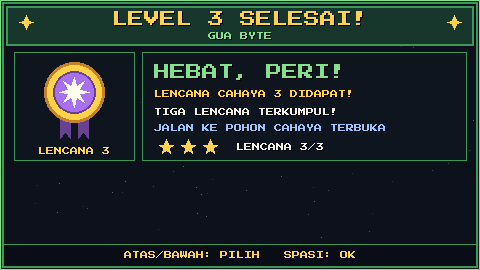 LEVEL 3 SELESAI!
GUA BYTE
HEBAT, PERI!
LENCANA CAHAYA 3 DIDAPAT!
TIGA LENCANA TERKUMPUL!
JALAN KE POHON CAHAYA TERBUKA
LENCANA 3/3
LENCANA 3
ATAS/BAWAH: PILIH SPASI: OK